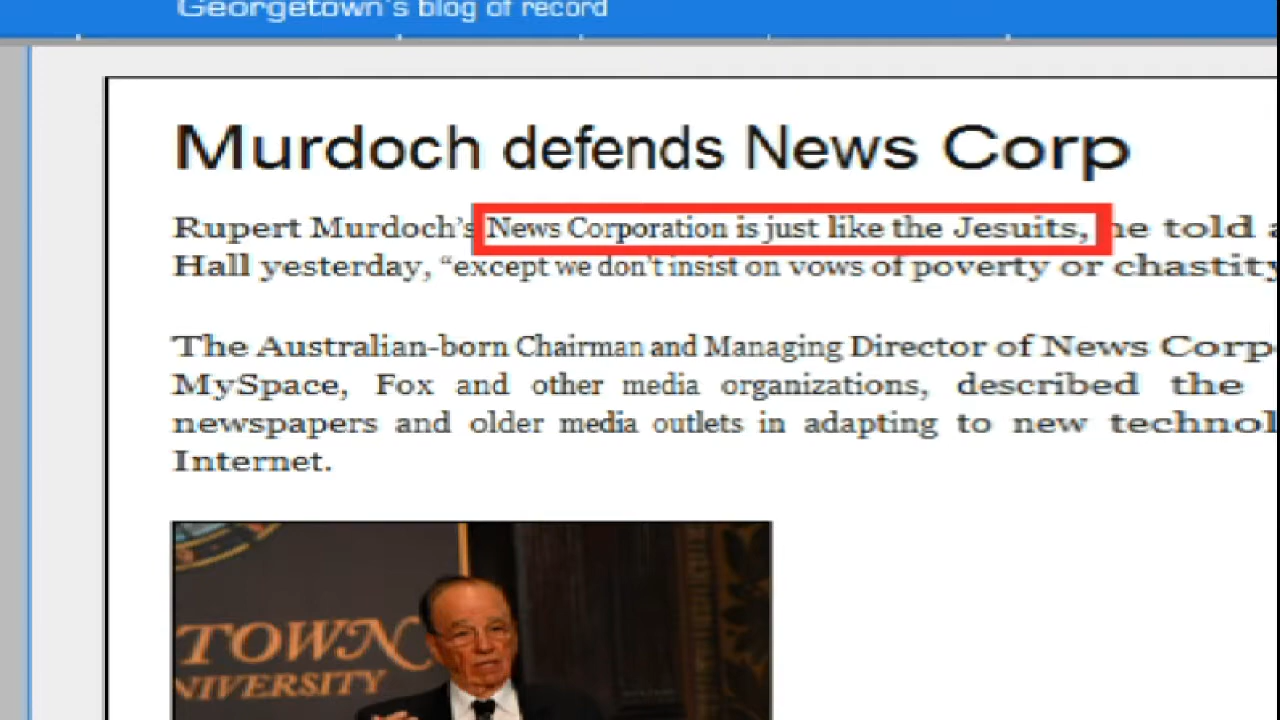 Georgetown's blog of record
Murdoch defends News Corp
Rupert Murdoch's News Corporation is just like the Jesuits, he told a
Hall yesterday, “except we don't insist on vows of poverty or chastity
The Australian-born Chairman and Managing Director of News Corp
MySpace, Fox and other media organizations, described the
newspapers and older media outlets in adapting to new technol
Internet.
TOWN
NIVERSITY